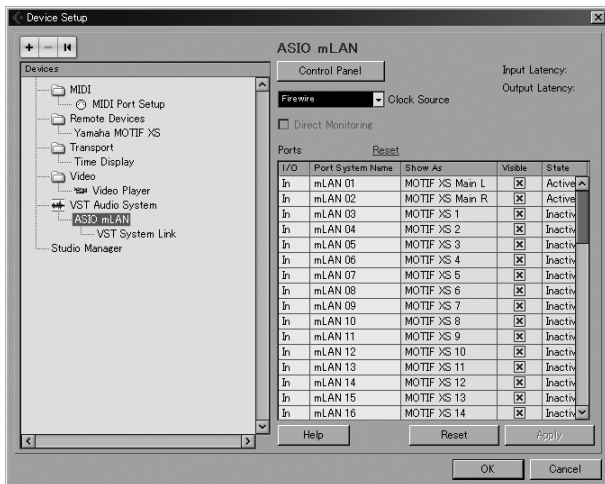 Device Setup
Devices
MIDI
MIDI Port Setup
Remote Devices
Yamaha MOTIF XS
Transport
Time Display
Video
Video Player
VST Audio System
ASIO mLAN
VST System Link
Studio Manager
ASIO mLAN
Control Panel
Input Latency:
Output Latency:
Firewire
Clock Source
Direct Monitoring
Ports Reset
I/O Port System Name Show As Visible State
In mLAN 01 MOTIF XS Main L Active
In mLAN 02 MOTIF XS Main R Active
In mLAN 03 MOTIF XS 1 Inactiv
In mLAN 04 MOTIF XS 2 Inactiv
In mLAN 05 MOTIF XS 3 Inactiv
In mLAN 06 MOTIF XS 4 Inactiv
In mLAN 07 MOTIF XS 5 Inactiv
In mLAN 08 MOTIF XS 6 Inactiv
In mLAN 09 MOTIF XS 7 Inactiv
In mLAN 10 MOTIF XS 8 Inactiv
In mLAN 11 MOTIF XS 9 Inactiv
In mLAN 12 MOTIF XS 10 Inactiv
In mLAN 13 MOTIF XS 11 Inactiv
In mLAN 14 MOTIF XS 12 Inactiv
In mLAN 15 MOTIF XS 13 Inactiv
In mLAN 16 MOTIF XS 14 Inactiv
Help Reset Apply
OK Cancel